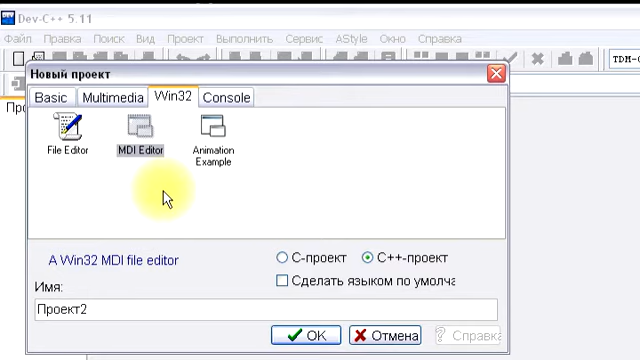 Dev-C++ 5.11
Файл Правка Поиск Вид Проект Выполнить Сервис AStyle Окно Справка
TDM-G
Новый проект
Basic Multimedia Win32 Console
Про
File Editor MDI Editor Animation
Example
A Win32 MDI file editor
С-проект С++-проект
Сделать языком по умолча
Имя:
Проект2
OK Отмена ? Справка